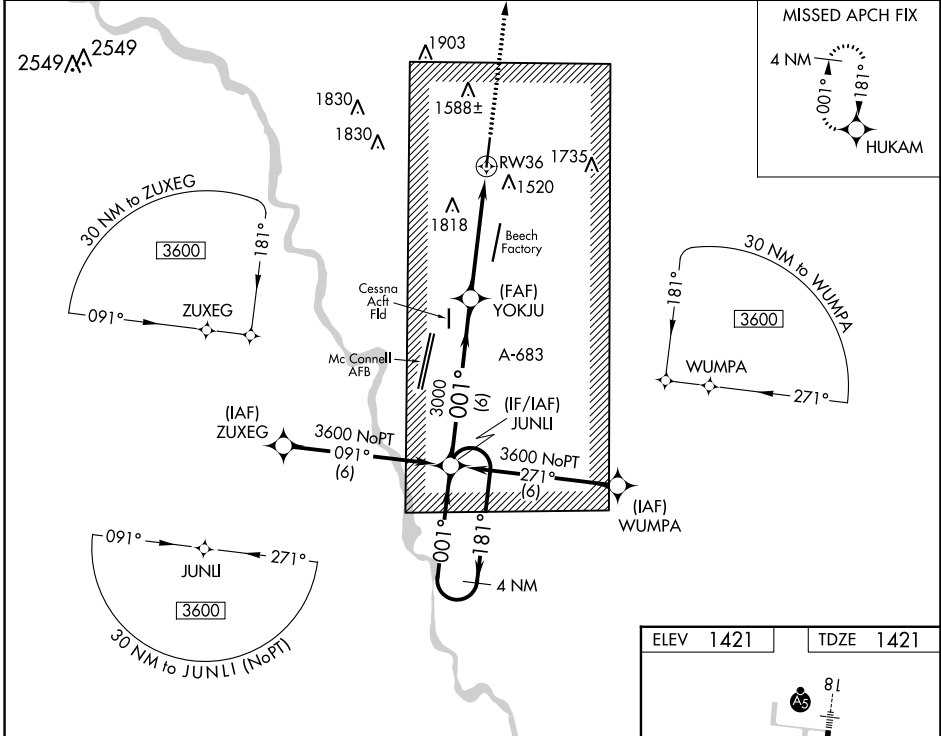 MISSED APCH FIX
4 NM
001°
181°
HUKAM
2549
2549
1903
1830
1588±
1830
RW36
1735
1520
1818
Beech
Factory
30 NM to ZUXEG
3600
181°
091°
ZUXEG
Cessna
Acft
Fld
(FAF)
YOKJU
Mc Connell
AFB
A-683
3000
001°
(6)
30 NM to WUMPA
181°
3600
WUMPA
271°
(IAF)
ZUXEG
3600 NoPT
091°
(6)
(IF/IAF)
JUNLI
3600 NoPT
271°
(6)
(IAF)
WUMPA
001°
181°
4 NM
091°
271°
JUNLI
3600
30 NM to JUNLI (NoPT)
ELEV 1421
TDZE 1421
A5
18